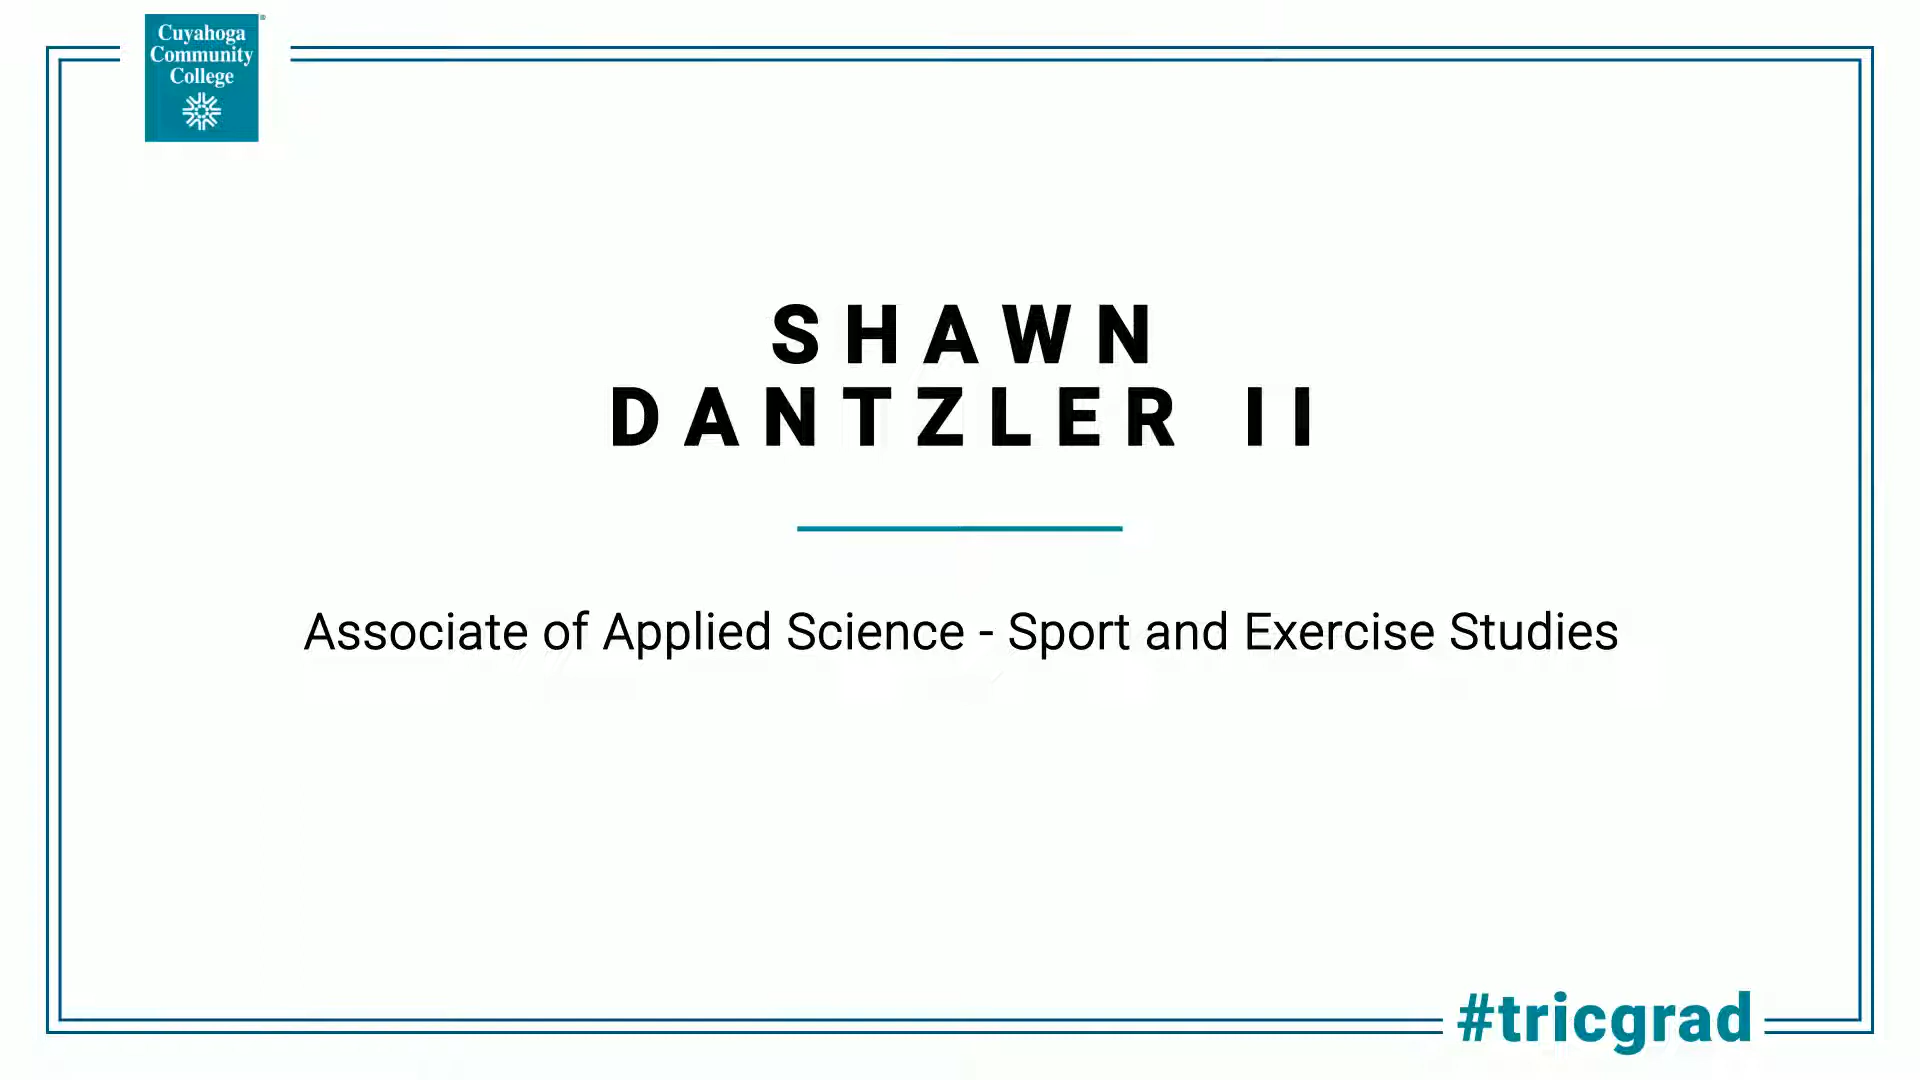 Cuyahoga
Community
College
SHAWN
DANTZLER II
Associate of Applied Science - Sport and Exercise Studies
#tricgrad